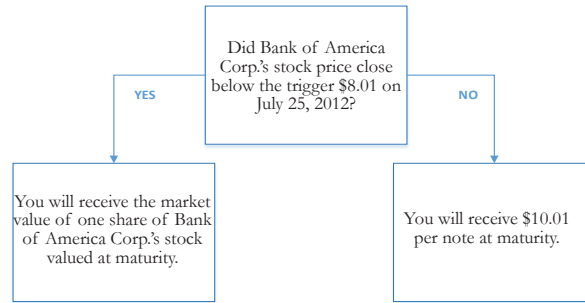 Did Bank of America
Corp.'s stock price close
below the trigger $8.01 on
July 25, 2012?
YES
NO
You will receive the market
value of one share of Bank
of America Corp.'s stock
valued at maturity.
You will receive $10.01
per note at maturity.